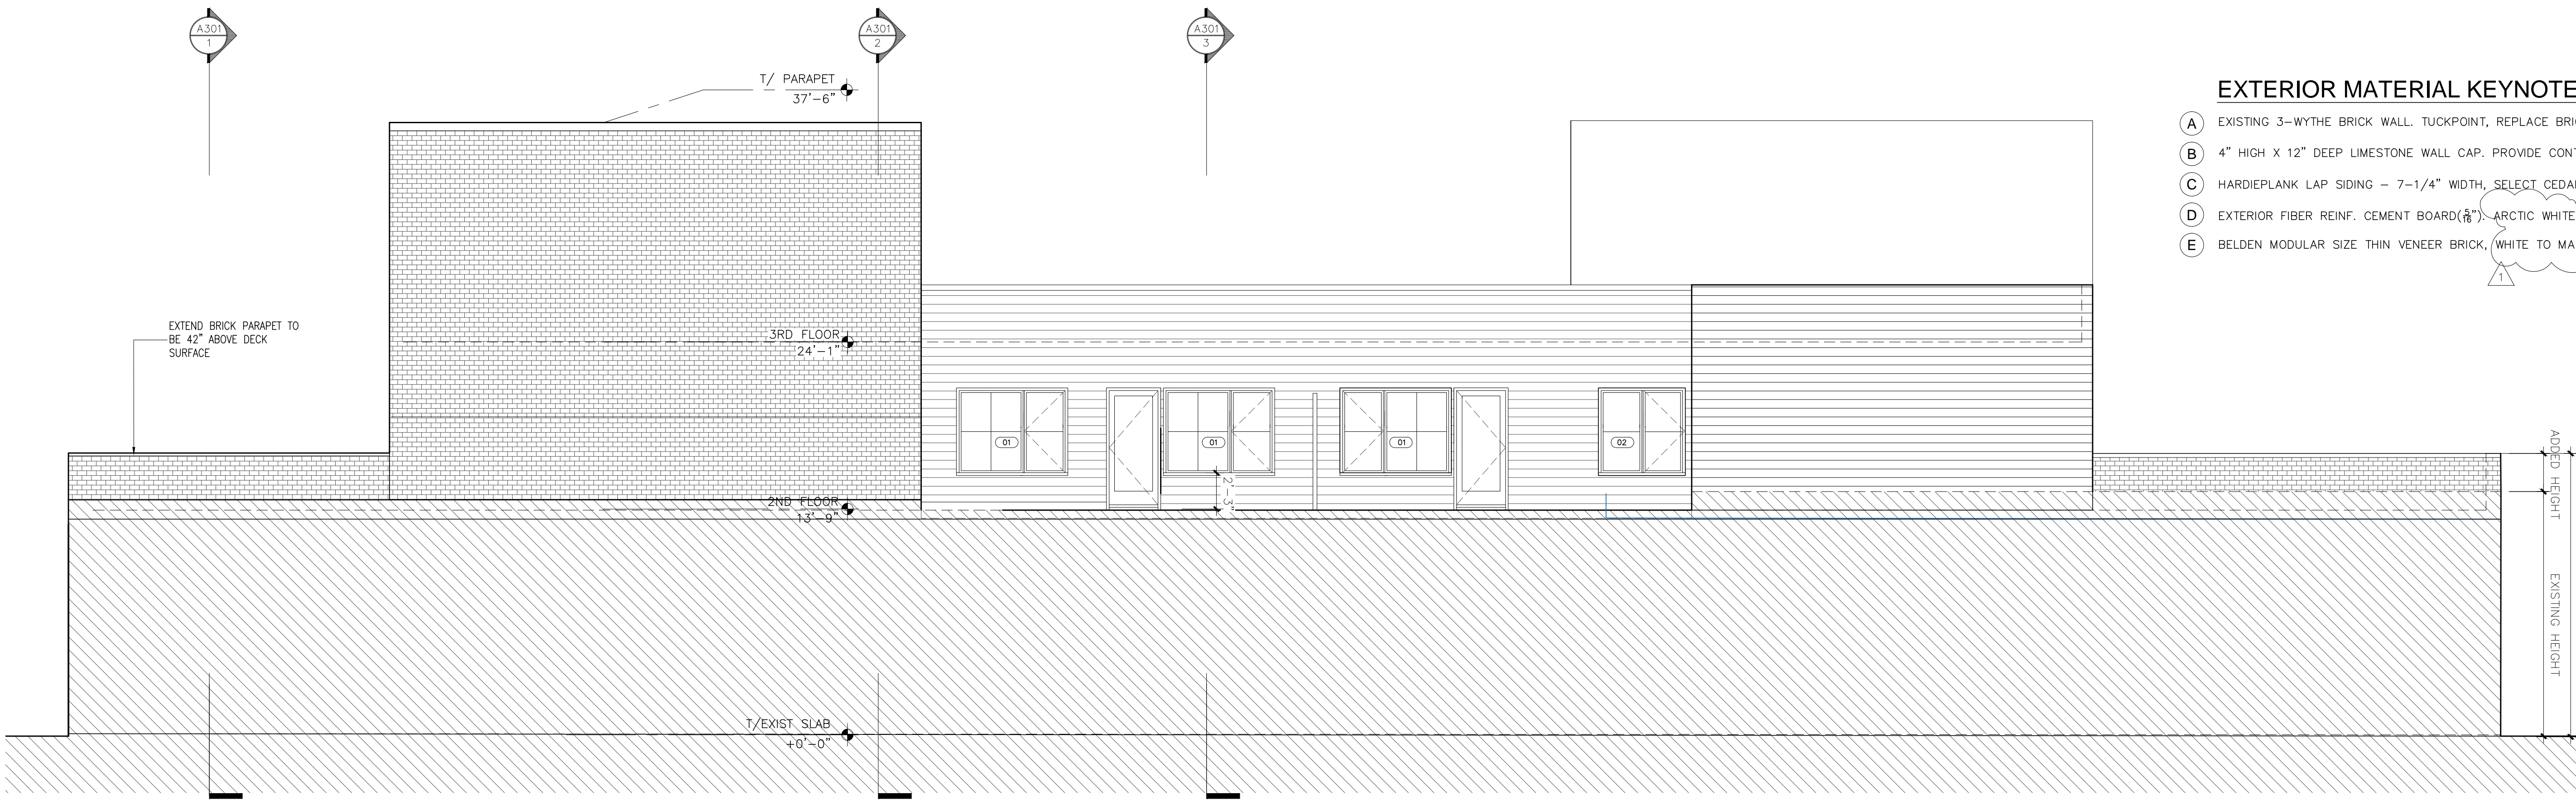 A301
1
A301
2
A301
3
T/ PARAPET
37'-6"
EXTERIOR MATERIAL KEYNOTE
A EXISTING 3-WYTHE BRICK WALL. TUCKPOINT, REPLACE
B 4" HIGH X 12" DEEP LIMESTONE WALL CAP. PROVIDE
C HARDIEPLANK LAP SIDING - 7-1/4" WIDTH, SELECT
D EXTERIOR FIBER REINF. CEMENT BOARD(5/16"). ARCTIC WHITE
E BELDEN MODULAR SIZE THIN VENEER BRICK, WHITE TO
1
EXTEND BRICK PARAPET TO
BE 42" ABOVE DECK
SURFACE
3RD FLOOR
24'-1"
01
01
01
02
2'-3"
2ND FLOOR
13'-9"
ADDED HEIGHT
EXISTING HEIGHT
T/EXIST SLAB
+0'-0"